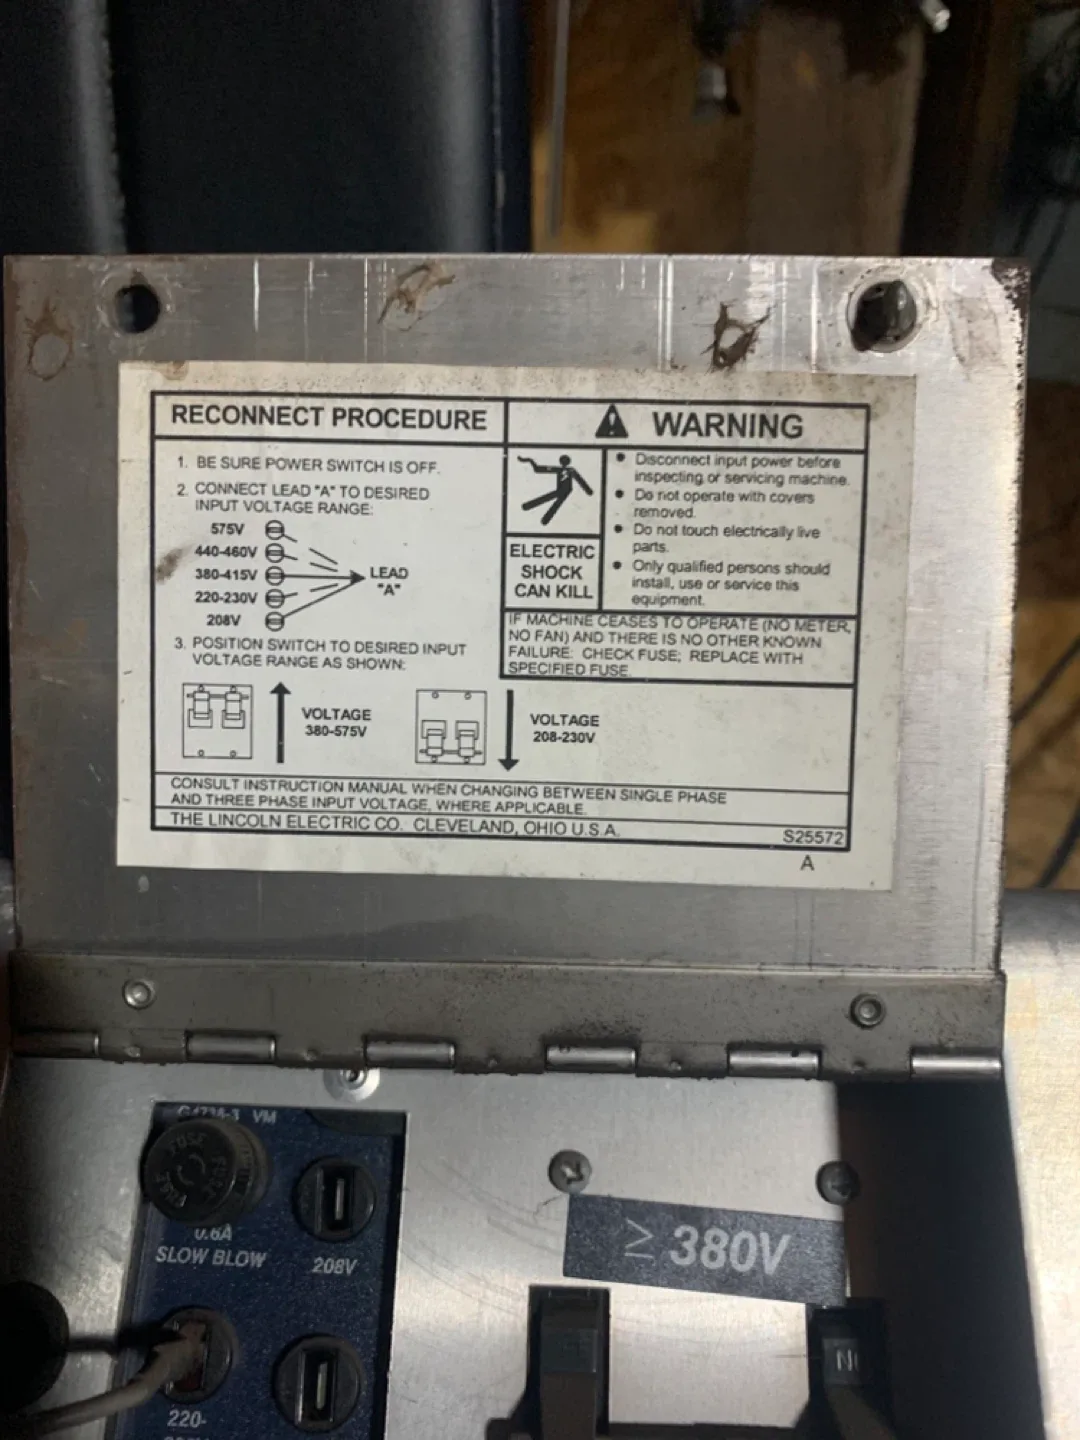 RECONNECT PROCEDURE
1. BE SURE POWER SWITCH IS OFF.
2. CONNECT LEAD "A" TO DESIRED
INPUT VOLTAGE RANGE:
575V
440-460V
380-415V
220-230V
208V
LEAD
"A"
3. POSITION SWITCH TO DESIRED INPUT
VOLTAGE RANGE AS SHOWN:
VOLTAGE
380-575V
VOLTAGE
208-230V
WARNING
ELECTRIC
SHOCK
CAN KILL
• Disconnect input power before
inspecting or servicing machine.
• Do not operate with covers
removed.
• Do not touch electrically live
parts.
• Only qualified persons should
install, use or service this
equipment.
IF MACHINE CEASES TO OPERATE (NO METER,
NO FAN) AND THERE IS NO OTHER KNOWN
FAILURE: CHECK FUSE; REPLACE WITH
SPECIFIED FUSE.
CONSULT INSTRUCTION MANUAL WHEN CHANGING BETWEEN SINGLE PHASE
AND THREE PHASE INPUT VOLTAGE, WHERE APPLICABLE.
THE LINCOLN ELECTRIC CO. CLEVELAND, OHIO U.S.A.
S25572
A
VM
FUSE
0.6A
SLOW BLOW
208V
≥ 380V
220-